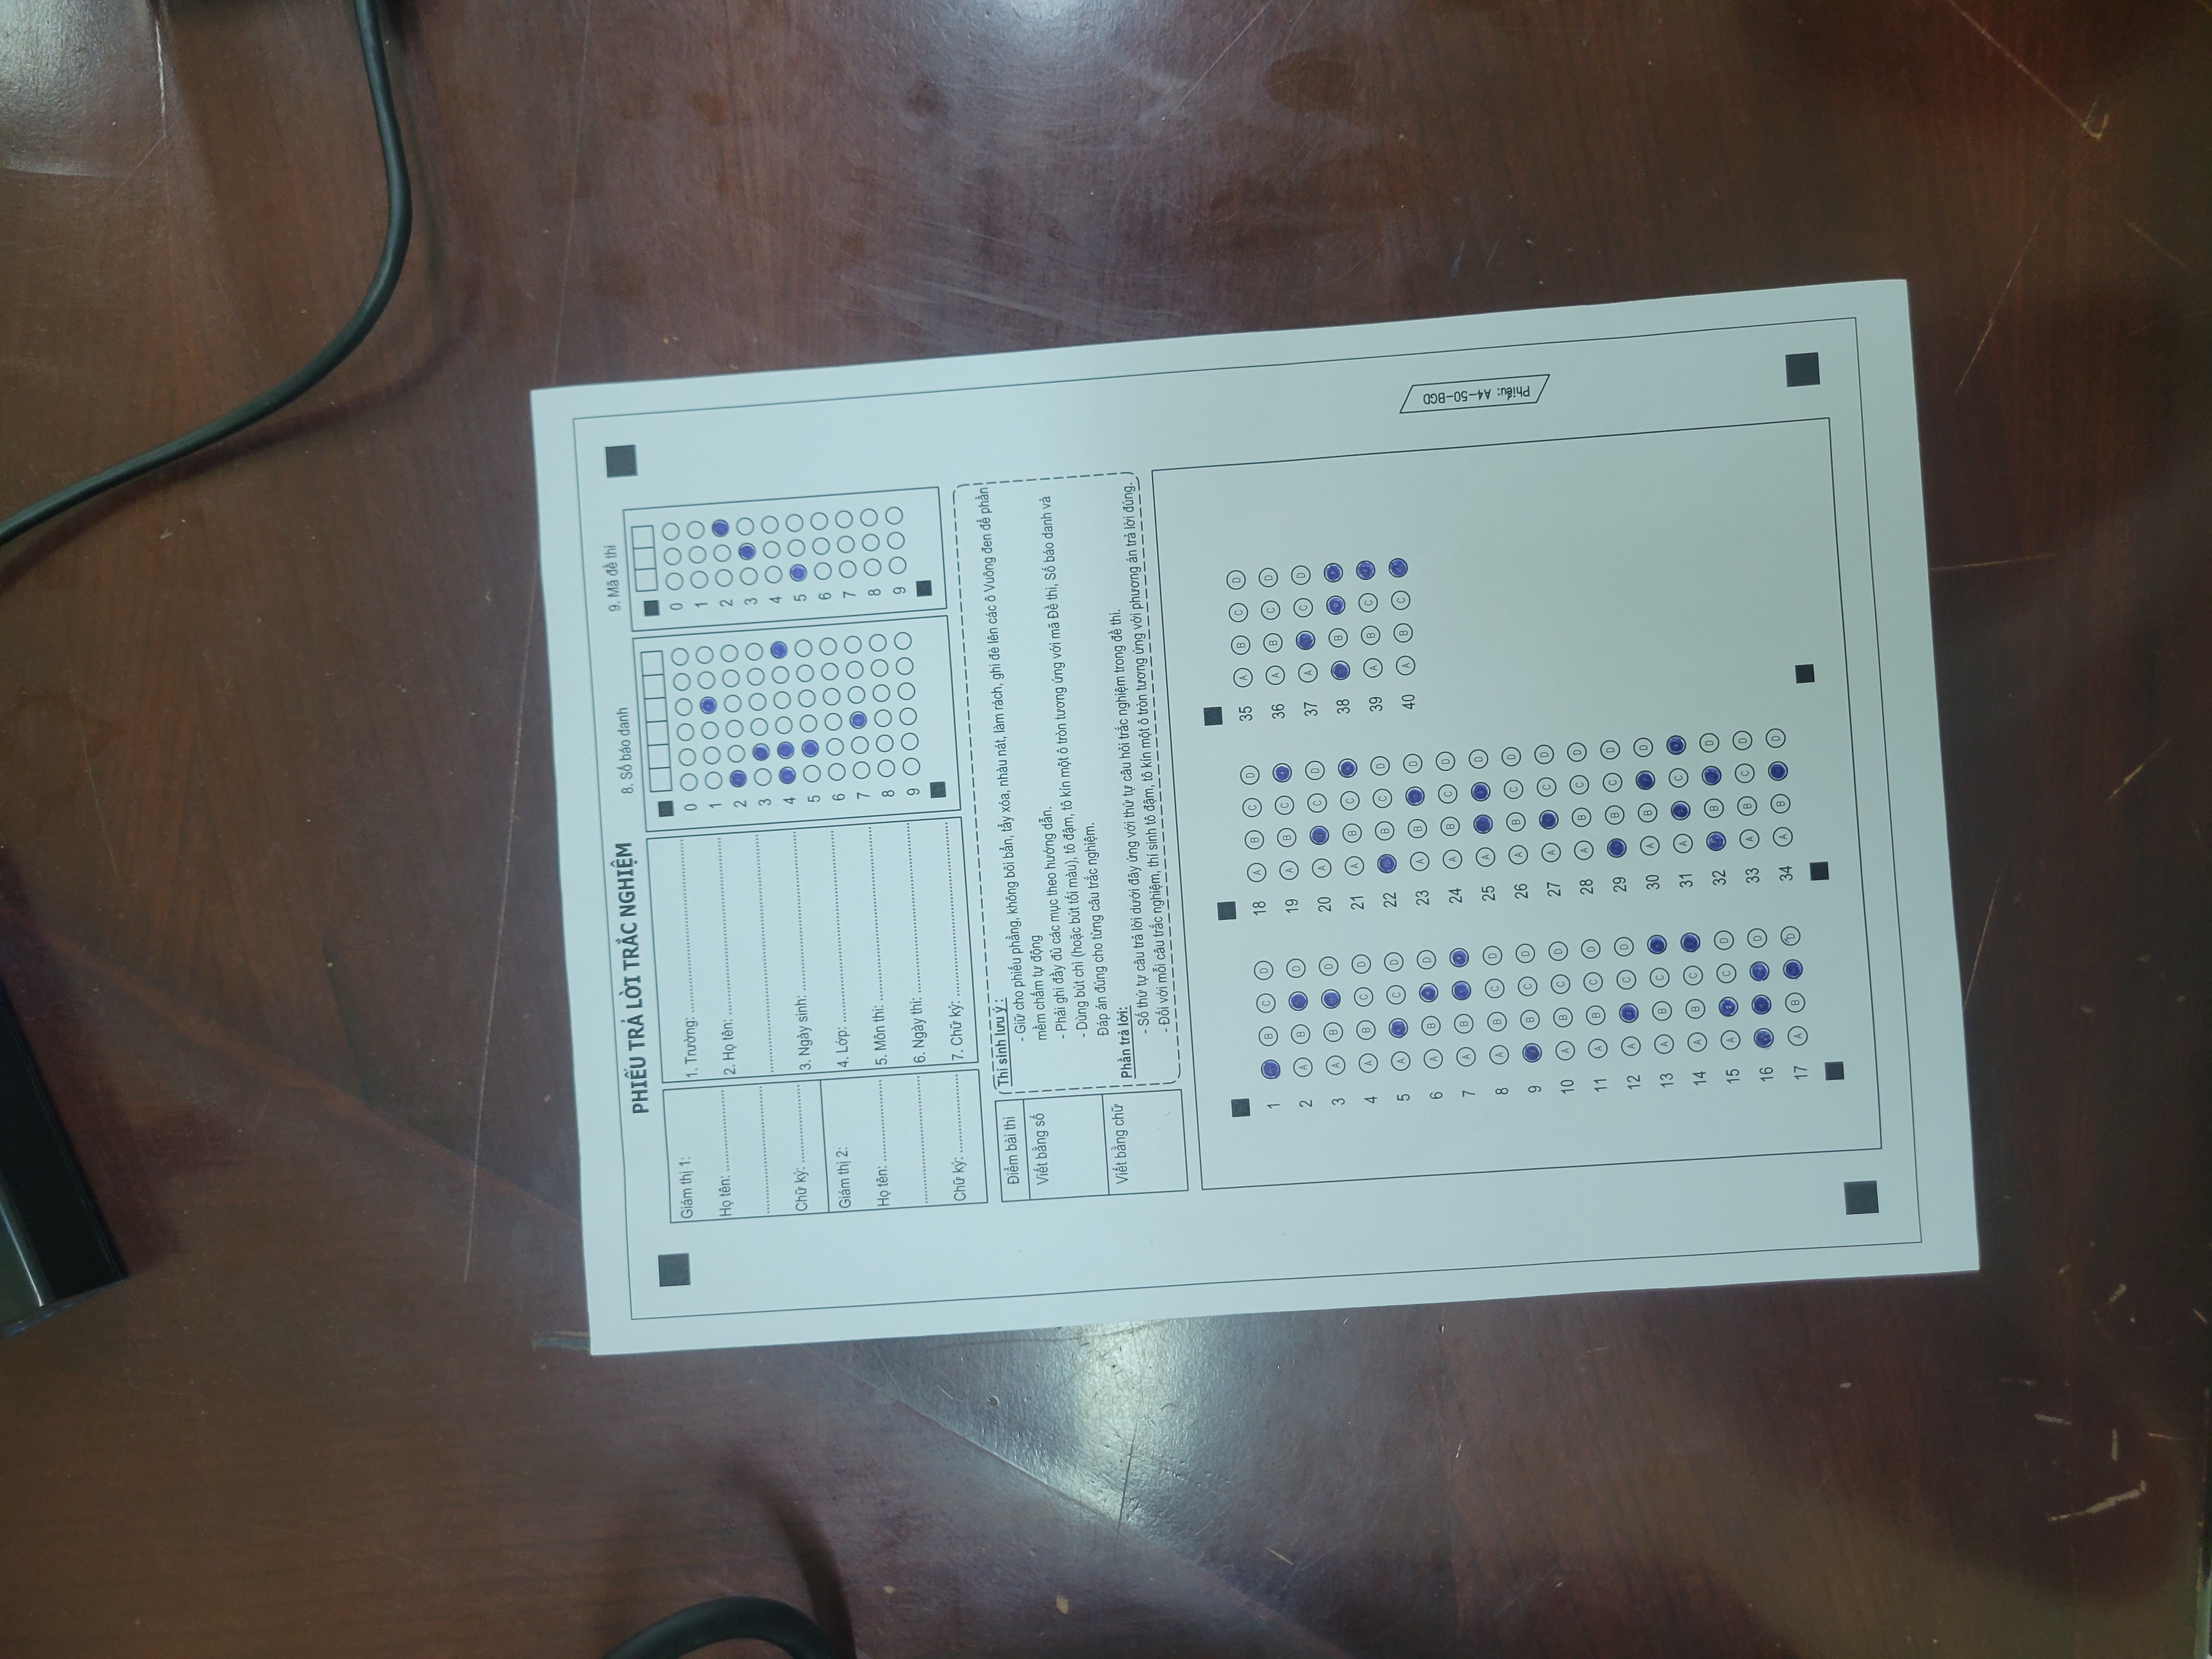 PHIẾU TRẢ LỜI TRẮC NGHIỆM
Giám thị 1:
Họ tên: ........................
........................
Chữ ký: ........................
Giám thị 2:
Họ tên: ........................
........................
Chữ ký: ........................
1. Trường: ........................
2. Họ tên: ........................
........................
3. Ngày sinh: ........................
4. Lớp: ........................
5. Môn thi: ........................
6. Ngày thi: ........................
7. Chữ ký: ........................
8. Số báo danh
0
1
2
3
4
5
6
7
8
9
9. Mã đề thi
0
1
2
3
4
5
6
7
8
9
Điểm bài thi
Viết bằng số
Viết bằng chữ
Thí sinh lưu ý :
- Giữ cho phiếu phẳng, không bôi bẩn, tẩy xóa, nhàu nát, làm rách, ghi đè lên các ô Vuông đen để phần
mềm chấm tự động
- Phải ghi đầy đủ các mục theo hướng dẫn.
- Dùng bút chì (hoặc bút tối màu), tô đậm, tô kín một ô tròn tương ứng với mã Đề thi, Số báo danh và
Đáp án đúng cho từng câu trắc nghiệm.
Phần trả lời:
- Số thứ tự câu trả lời dưới đây ứng với thứ tự câu hỏi trắc nghiệm trong đề thi.
- Đối với mỗi câu trắc nghiệm, thí sinh tô đậm, tô kín một ô tròn tương ứng với phương án trả lời đúng.
1 B C D
2 A B D
3 A B D
4 A B C D
5 A C D
6 A B D
7 A B
8 A B C D
9 B C D
10 A B C D
11 A B C D
12 A C D
13 A B C
14 A B C
15 A C D
16 D
17 A B D
18 A B C D
19 A B C
20 A C D
21 A B C
22 B C D
23 A B D
24 A B C D
25 A D
26 A B C D
27 A C D
28 A B C D
29 B C D
30 A B D
31 A C
32 B D
33 A B C D
34 A B D
35 A B C D
36 A B C D
37 A C D
38 B
39 A B C
40 A B C
Phiếu: A4-50-BGD